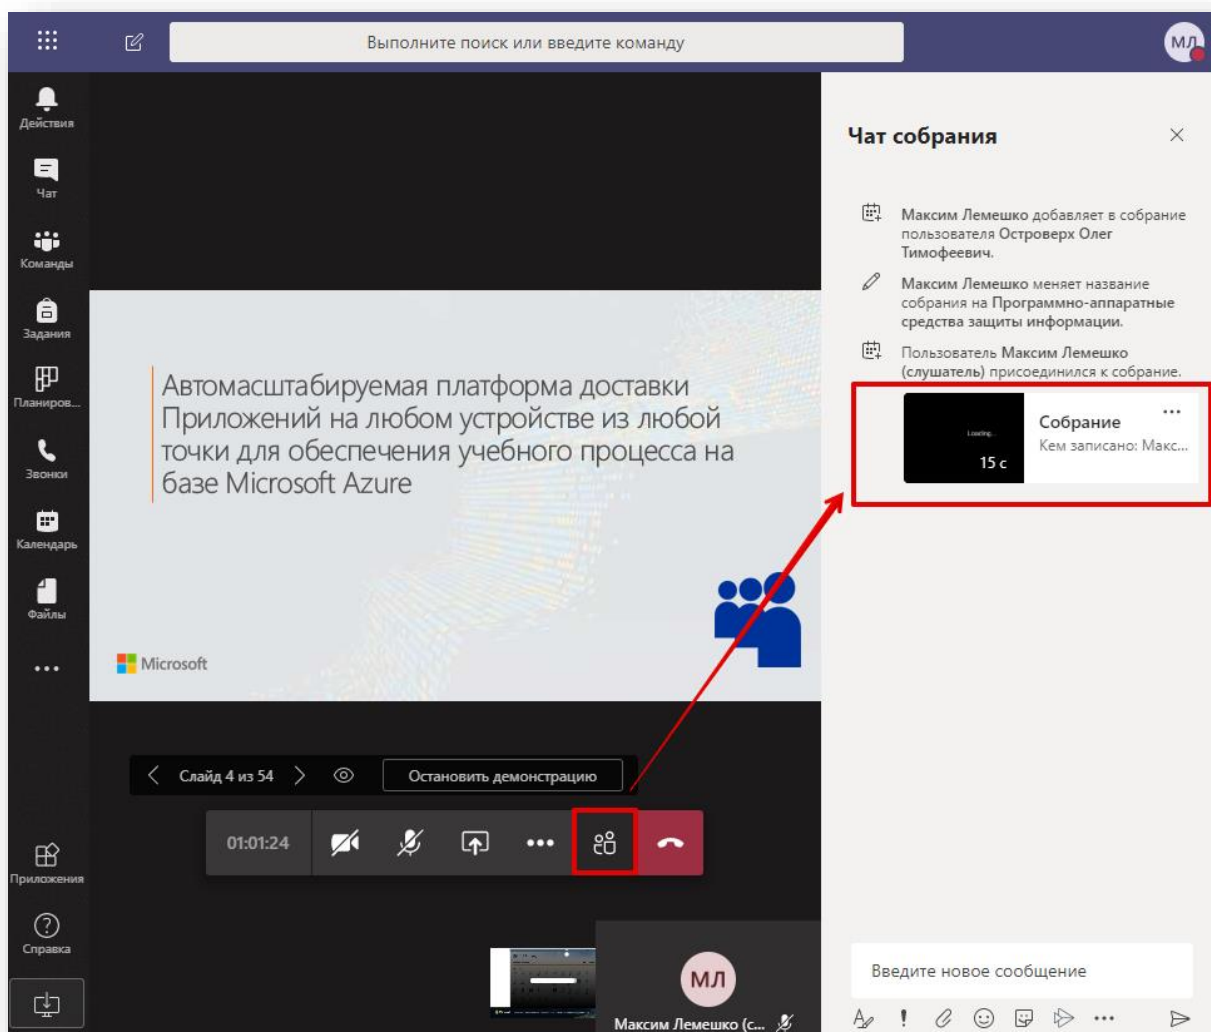 Выполните поиск или введите команду
МЛ
Действия
Чат
Команды
Задания
Планиров...
Звонки
Календарь
Файлы
Приложения
Справка
Автомасштабируемая платформа доставки
Приложений на любом устройстве из любой
точки для обеспечения учебного процесса на
базе Microsoft Azure
Microsoft
Слайд 4 из 54
Остановить демонстрацию
01:01:24
МЛ
Максим Лемешко (с...
Чат собрания
Максим Лемешко добавляет в собрание
пользователя Островерх Олег
Тимофеевич.
Максим Лемешко меняет название
собрания на Программно-аппаратные
средства защиты информации.
Пользователь Максим Лемешко
(слушатель) присоединился к собрание.
Loading...
15 с
Собрание
Кем записано: Макс...
Введите новое сообщение